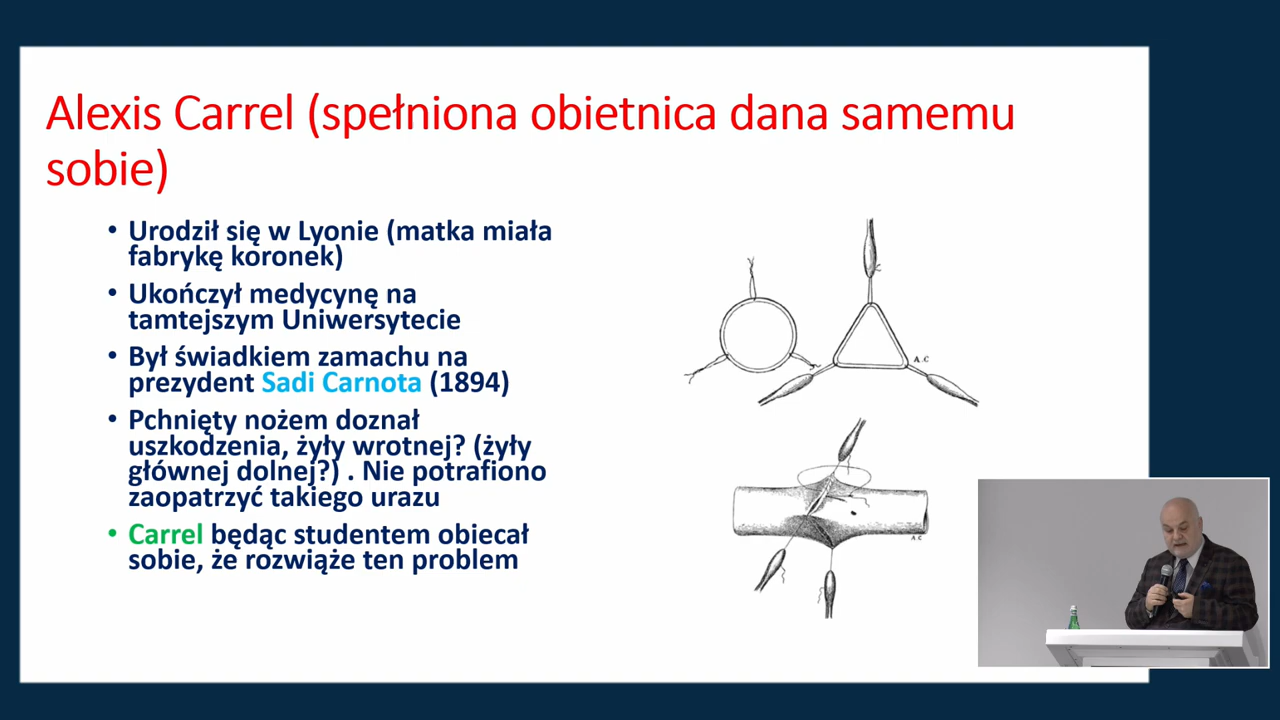 Alexis Carrel (spełniona obietnica dana samemu
sobie)
• Urodził się w Lyonie (matka miała
fabrykę koronek)
• Ukończył medycynę na
tamtejszym Uniwersytecie
• Był świadkiem zamachu na
prezydent Sadi Carnota (1894)
• Pchnięty nożem doznał
uszkodzenia, żyły wrotnej? (żyły
głównej dolnej?) . Nie potrafiono
zaopatrzyć takiego urazu
• Carrel będąc studentem obiecał
sobie, że rozwiąże ten problem
A.C
A.C